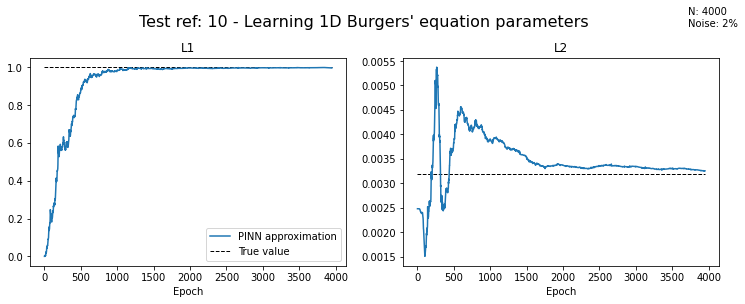 Test ref: 10 - Learning 1D Burgers' equation parameters
N: 4000
Noise: 2%
L1
1.0
0.8
0.6
0.4
0.2
0.0
0 500 1000 1500 2000 2500 3000 3500 4000
Epoch
PINN approximation
True value
L2
0.0055
0.0050
0.0045
0.0040
0.0035
0.0030
0.0025
0.0020
0.0015
0 500 1000 1500 2000 2500 3000 3500 4000
Epoch